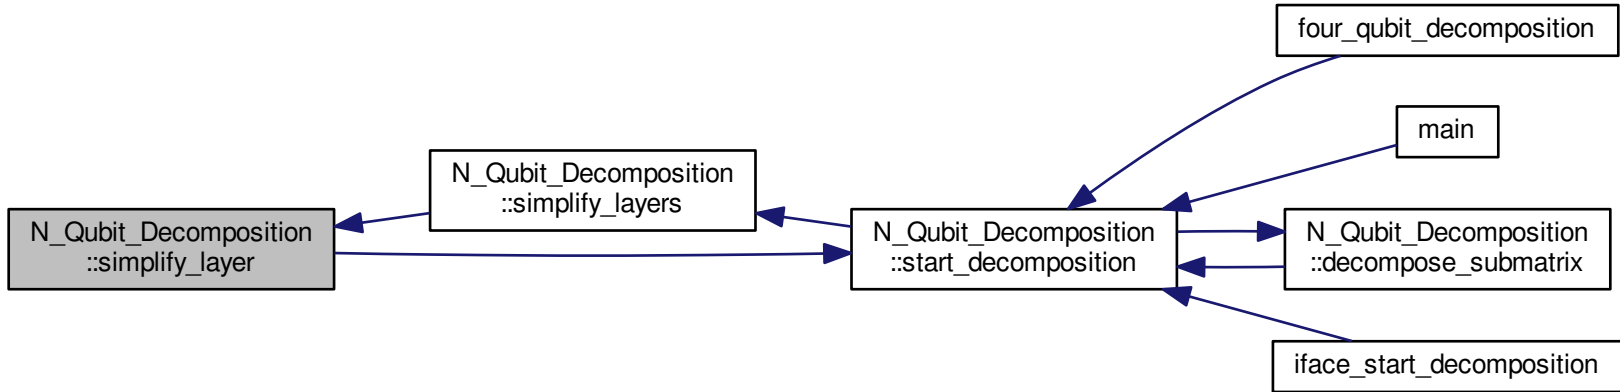 four_qubit_decomposition
main
N_Qubit_Decomposition
::simplify_layers
N_Qubit_Decomposition
::simplify_layer
N_Qubit_Decomposition
::start_decomposition
N_Qubit_Decomposition
::decompose_submatrix
iface_start_decomposition